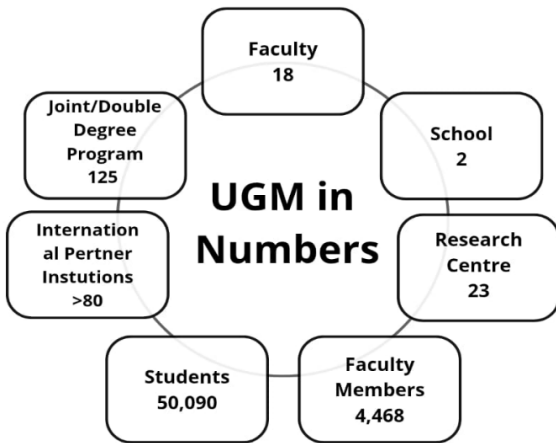 Faculty
18
School
2
Research
Centre
23
Faculty
Members
4,468
Students
50,090
Internation
al Pertner
Instutions
>80
Joint/Double
Degree
Program
125
UGM in
Numbers